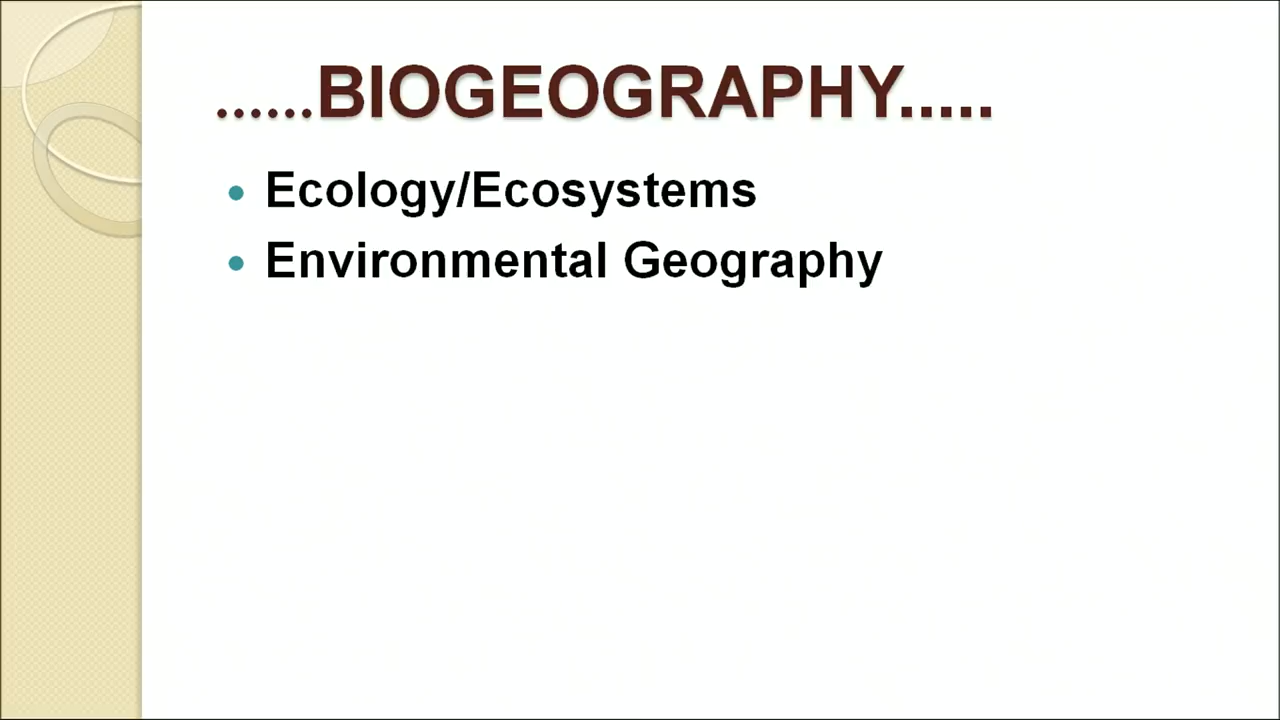 ......BIOGEOGRAPHY.....
• Ecology/Ecosystems
• Environmental Geography